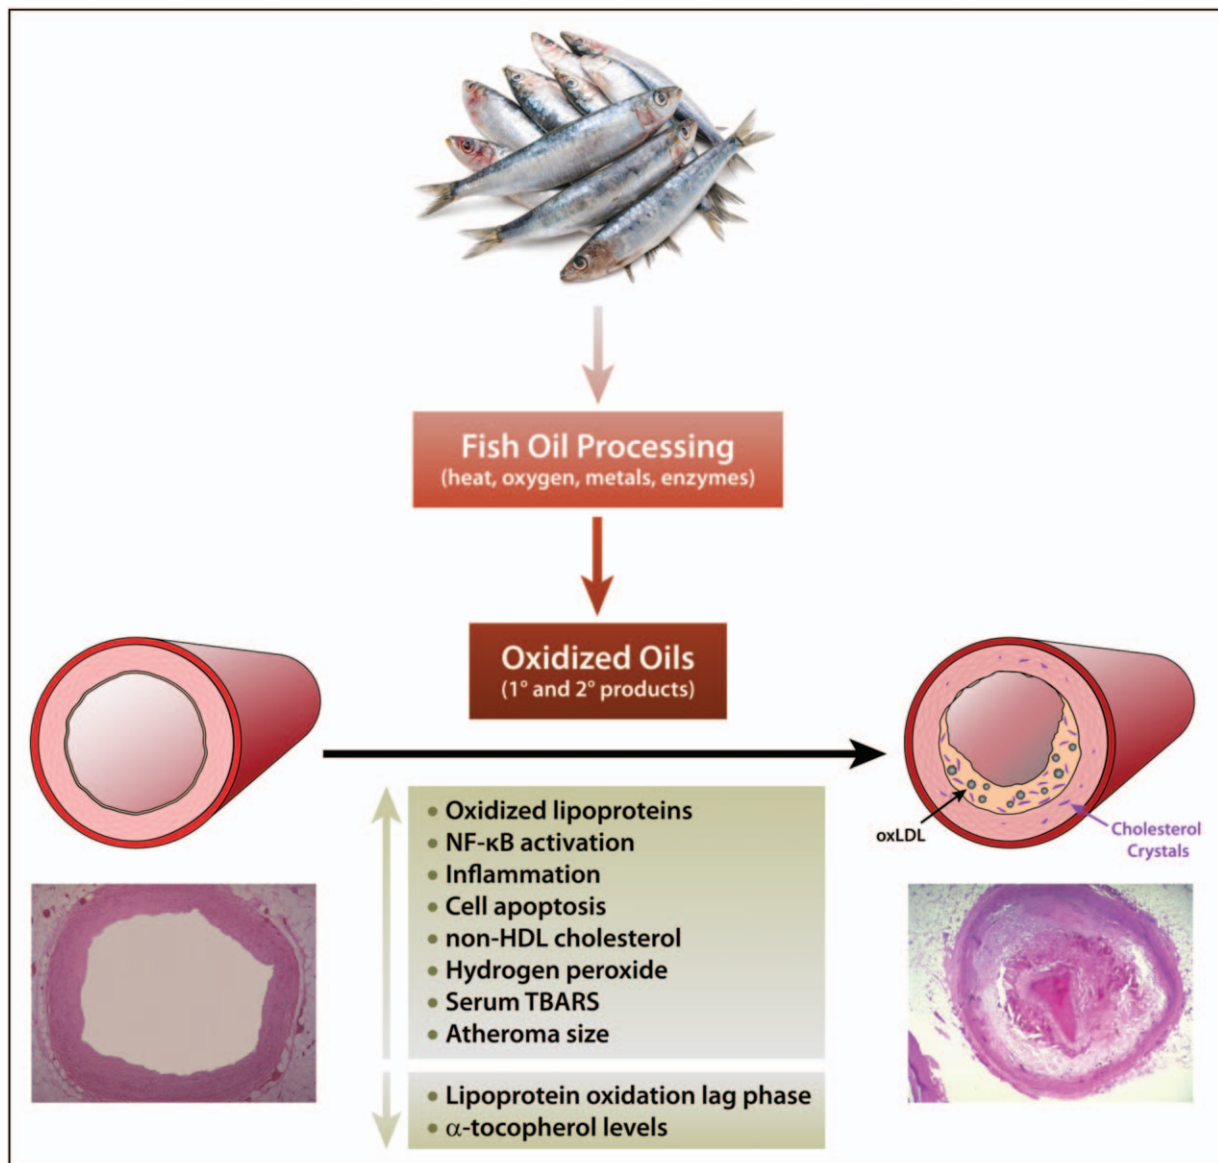 Fish Oil Processing
(heat, oxygen, metals, enzymes)
Oxidized Oils
(1° and 2° products)
• Oxidized lipoproteins
• NF-κB activation
• Inflammation
• Cell apoptosis
• non-HDL cholesterol
• Hydrogen peroxide
• Serum TBARS
• Atheroma size
• Lipoprotein oxidation lag phase
• α-tocopherol levels
oxLDL
Cholesterol
Crystals